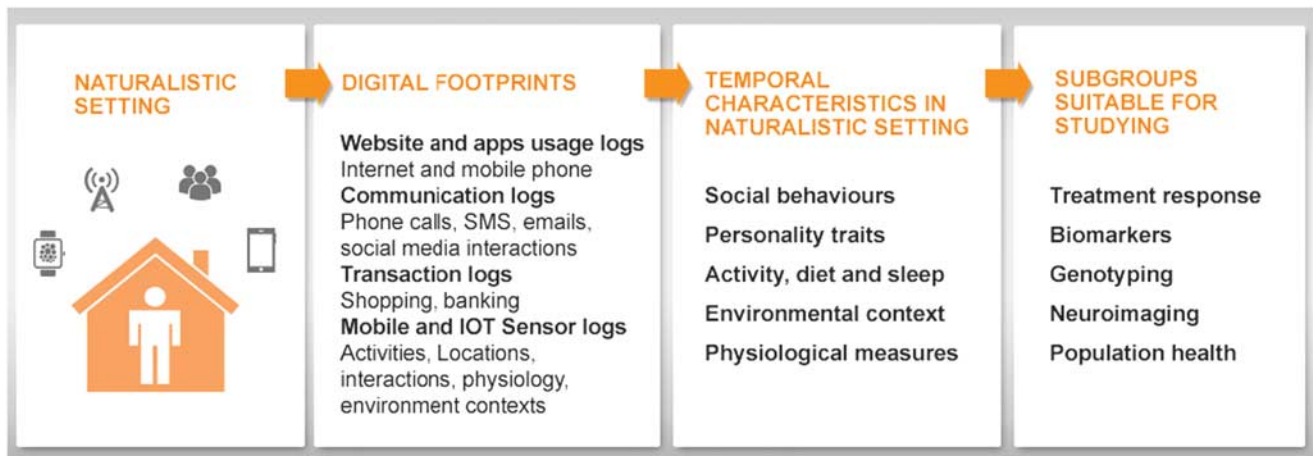 NATURALISTIC
SETTING
DIGITAL FOOTPRINTS
Website and apps usage logs
Internet and mobile phone
Communication logs
Phone calls, SMS, emails,
social media interactions
Transaction logs
Shopping, banking
Mobile and IOT Sensor logs
Activities, Locations,
interactions, physiology,
environment contexts
TEMPORAL
CHARACTERISTICS IN
NATURALISTIC SETTING
Social behaviours
Personality traits
Activity, diet and sleep
Environmental context
Physiological measures
SUBGROUPS
SUITABLE FOR
STUDYING
Treatment response
Biomarkers
Genotyping
Neuroimaging
Population health